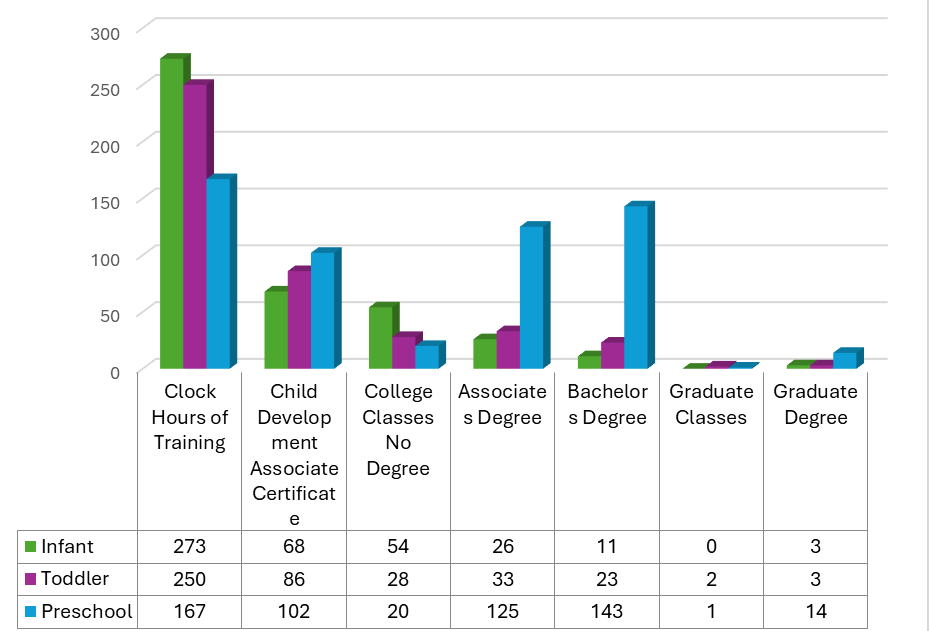 300
250
200
150
100
50
0
Clock
Hours of
Training
Child
Develop
ment
Associate
Certificat
e
College
Classes
No
Degree
Associate
s Degree
Bachelor
s Degree
Graduate
Classes
Graduate
Degree
Infant 273 68 54 26 11 0 3
Toddler 250 86 28 33 23 2 3
Preschool 167 102 20 125 143 1 14